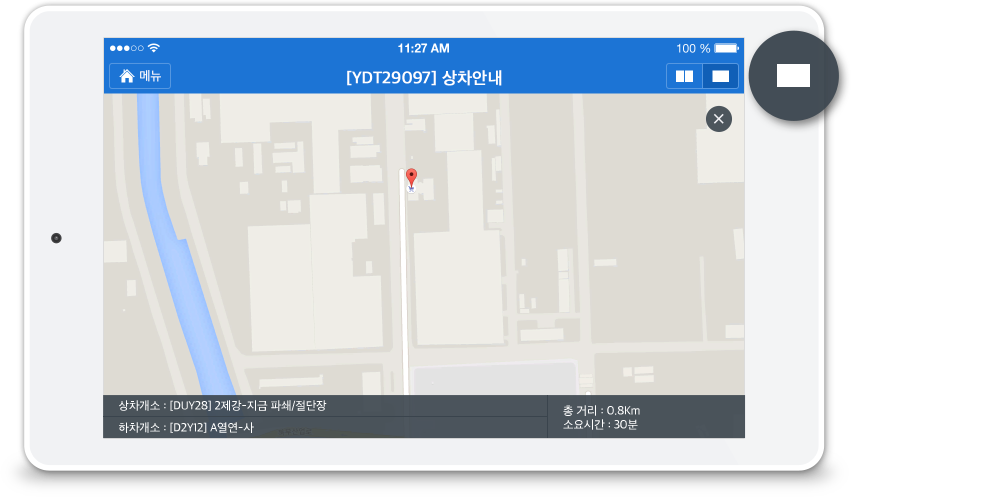 11:27 AM
100 %
메뉴
[YDT29097] 상차안내
상차개소 : [DUY28] 2제강-지금 파쇄/절단장
하차개소 : [D2Y12] A열연-사
총 거리 : 0.8Km
소요시간 : 30분